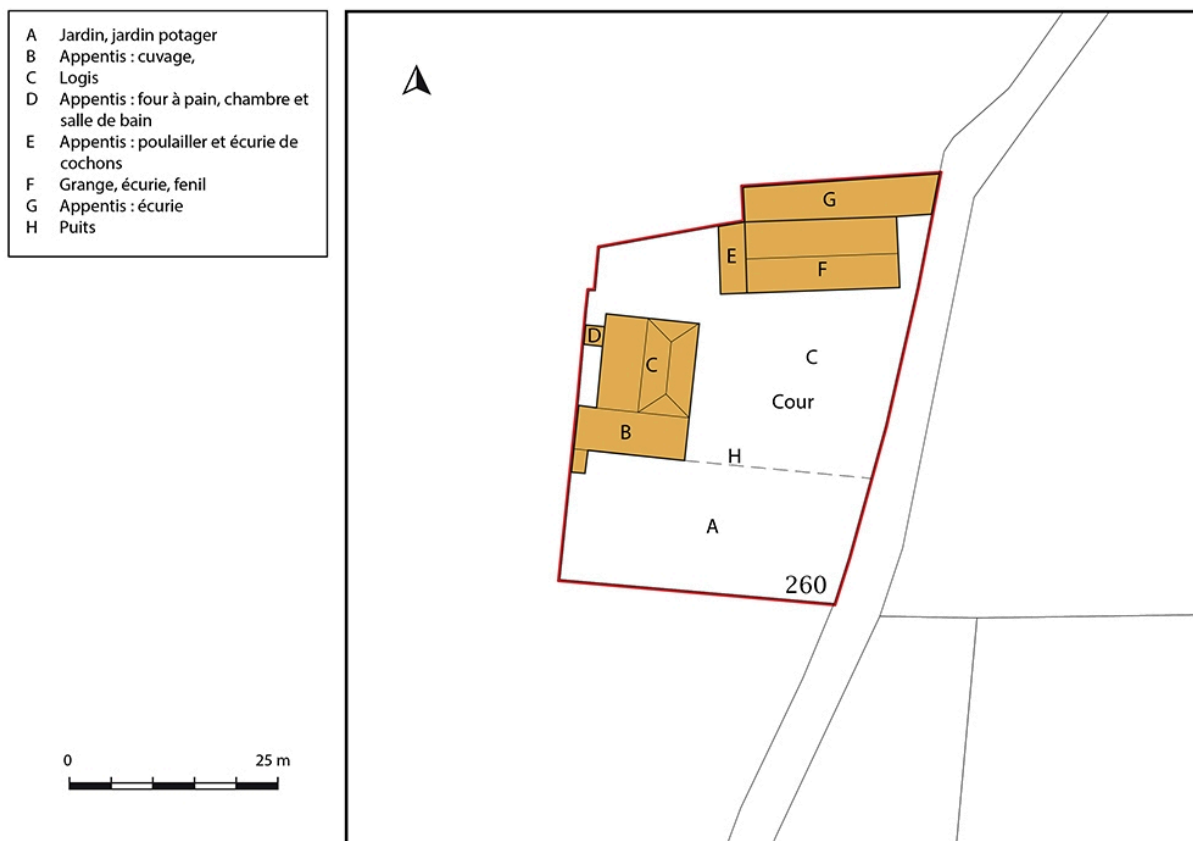 A Jardin, jardin potager
B Appentis : cuvage,
C Logis
D Appentis : four à pain, chambre et
salle de bain
E Appentis : poulailler et écurie de
cochons
F Grange, écurie, fenil
G Appentis : écurie
H Puits
G
E
F
D
C
C
Cour
B
H
A
260
0 25 m